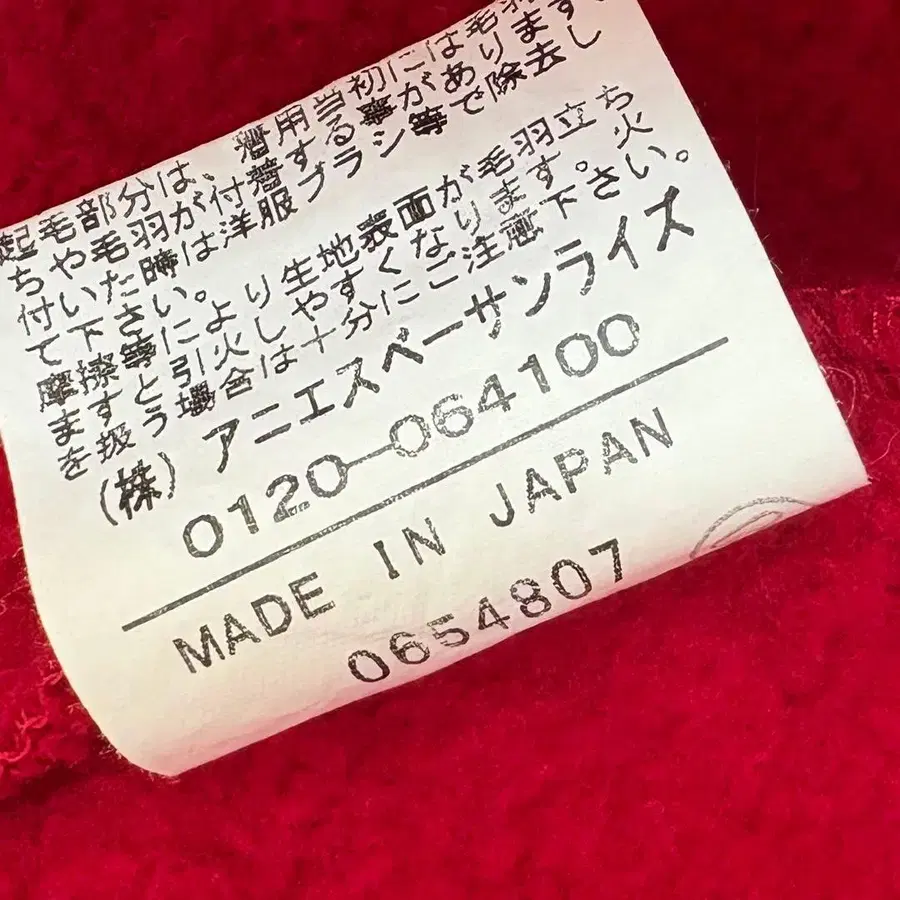 起毛部分は、着用当初には毛羽
ちや毛羽が付着する事があります。
付いた時は洋服ブラシ等で除去し
て下さい。
摩擦等により生地表面が毛羽立ち
ますと引火しやすくなります。火
を扱う場合は十分にご注意下さい。
(株)アニエスベーサンライズ
0120-064100
MADE IN JAPAN
0654807